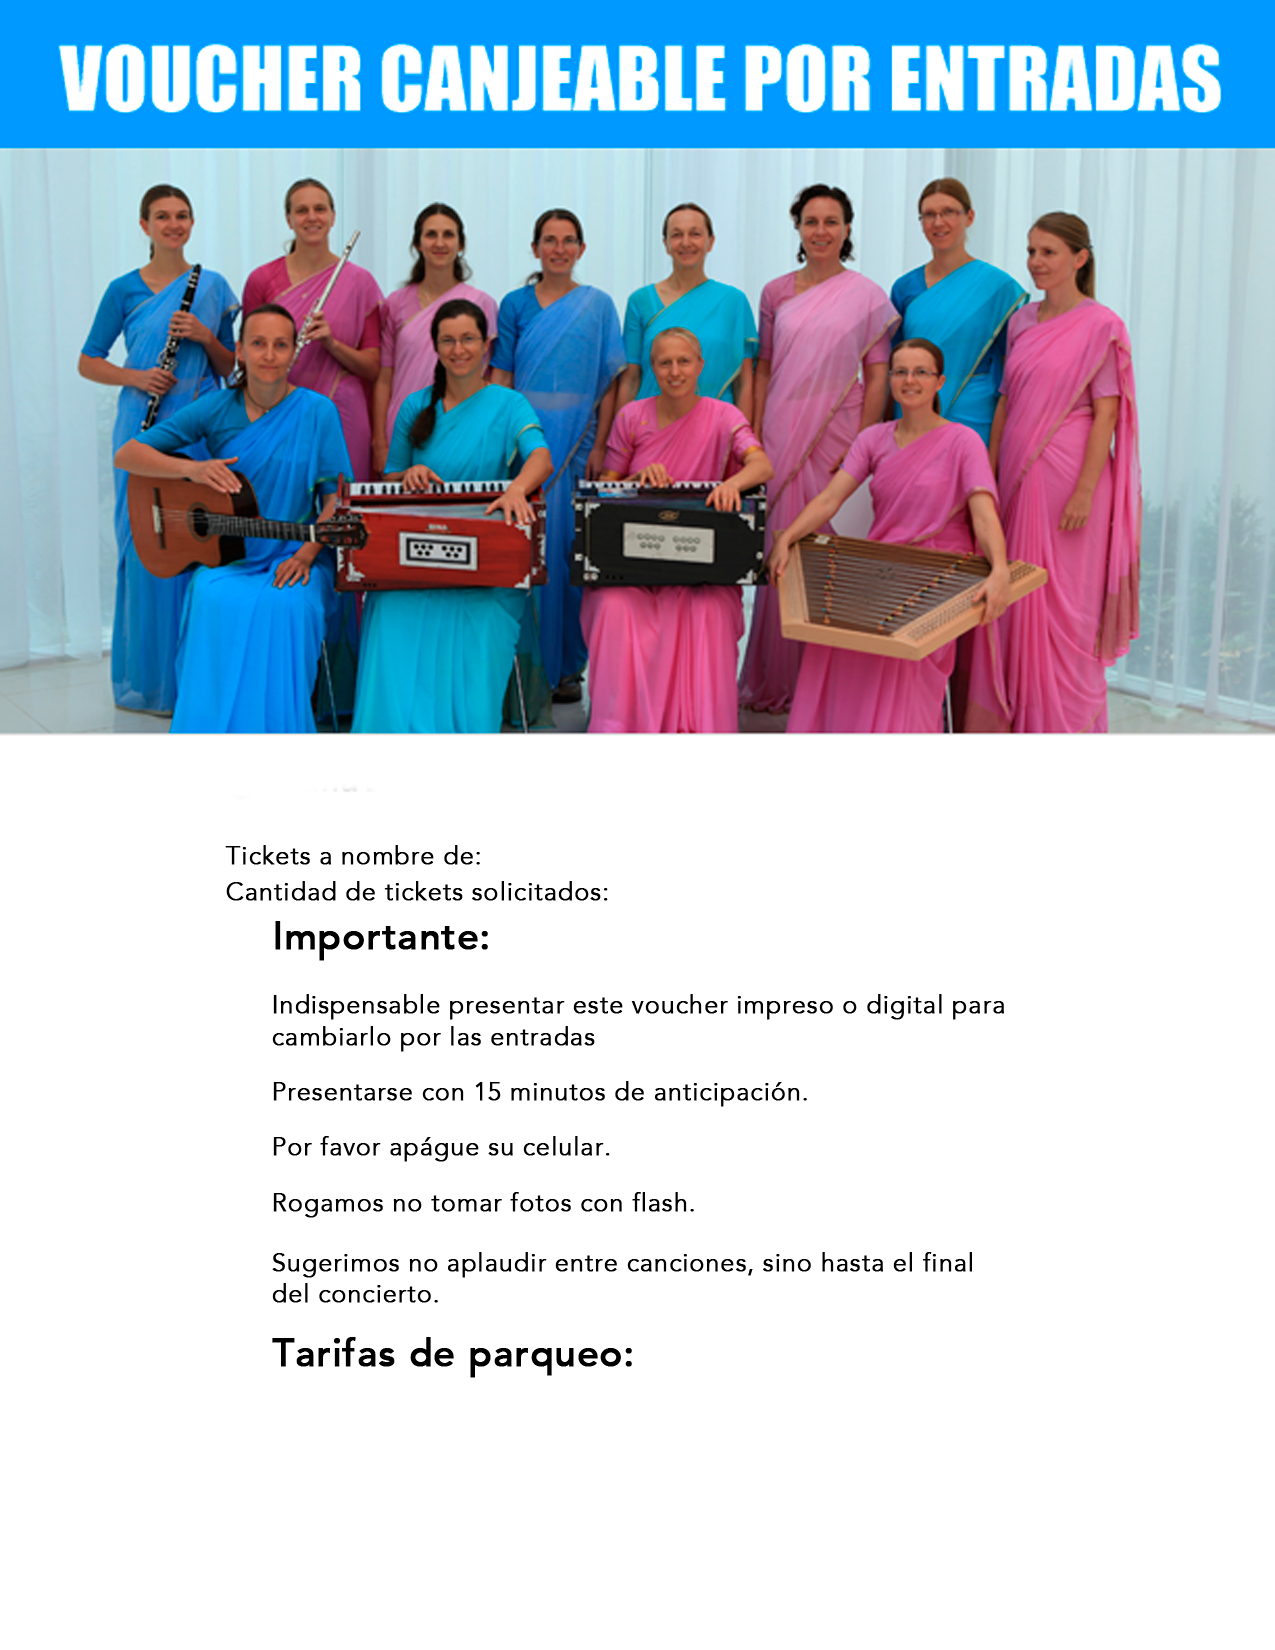 VOUCHER CANJEABLE POR ENTRADAS
Tickets a nombre de:
Cantidad de tickets solicitados:
Importante:
Indispensable presentar este voucher impreso o digital para
cambiarlo por las entradas
Presentarse con 15 minutos de anticipación.
Por favor apágue su celular.
Rogamos no tomar fotos con flash.
Sugerimos no aplaudir entre canciones, sino hasta el final
del concierto.
Tarifas de parqueo: